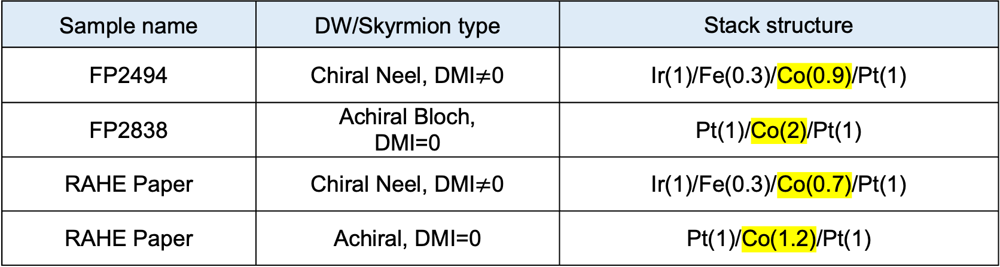 Sample name DW/Skyrmion type Stack structure
FP2494 Chiral Neel, DMI≠0 Ir(1)/Fe(0.3)/Co(0.9)/Pt(1)
FP2838 Achiral Bloch,
DMI=0 Pt(1)/Co(2)/Pt(1)
RAHE Paper Chiral Neel, DMI≠0 Ir(1)/Fe(0.3)/Co(0.7)/Pt(1)
RAHE Paper Achiral, DMI=0 Pt(1)/Co(1.2)/Pt(1)